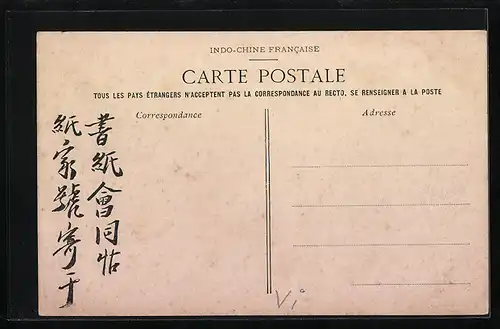 INDO-CHINE FRANÇAISE
CARTE POSTALE
TOUS LES PAYS ÉTRANGERS N'ACCEPTENT PAS LA CORRESPONDANCE AU RECTO. SE RENSEIGNER A LA POSTE
Correspondance
Adresse
書紙會同帖
紙家號寄于